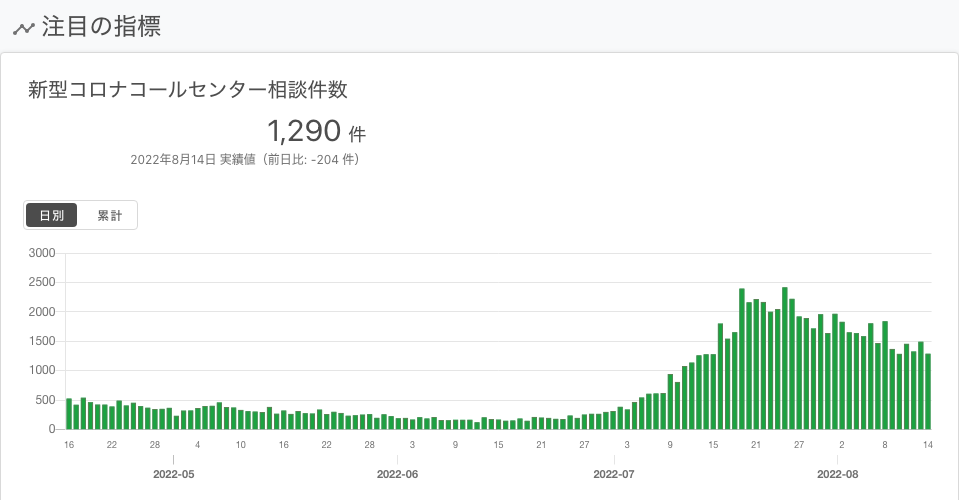 注目の指標
新型コロナコールセンター相談件数
1,290 件
2022年8月14日 実績値（前日比: -204 件）
日別 累計
3000
2500
2000
1500
1000
500
0
16 22 28 4 10 16 22 28 3 9 15 21 27 3 9 15 21 27 2 8 14
2022-05 2022-06 2022-07 2022-08